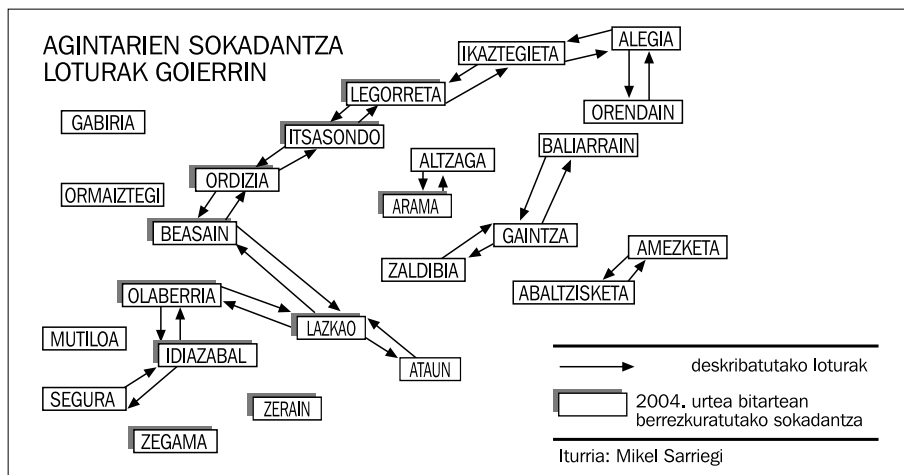 AGINTARIEN SOKADANTZA
LOTURAK GOIERRIN
IKAZTEGIETA
ALEGIA
LEGORRETA
ORENDAIN
GABIRIA
ITSASONDO
BALIARRAIN
ALTZAGA
ORDIZIA
ORMAIZTEGI
ARAMA
BEASAIN
GAINTZA
AMEZKETA
ZALDIBIA
ABALTZISKETA
OLABERRIA
LAZKAO
MUTILOA
IDIAZABAL
ATAUN
SEGURA
ZERAIN
ZEGAMA
deskribatutako loturak
2004. urtea bitartean
berrezkuratutako sokadantza
Iturria: Mikel Sarriegi